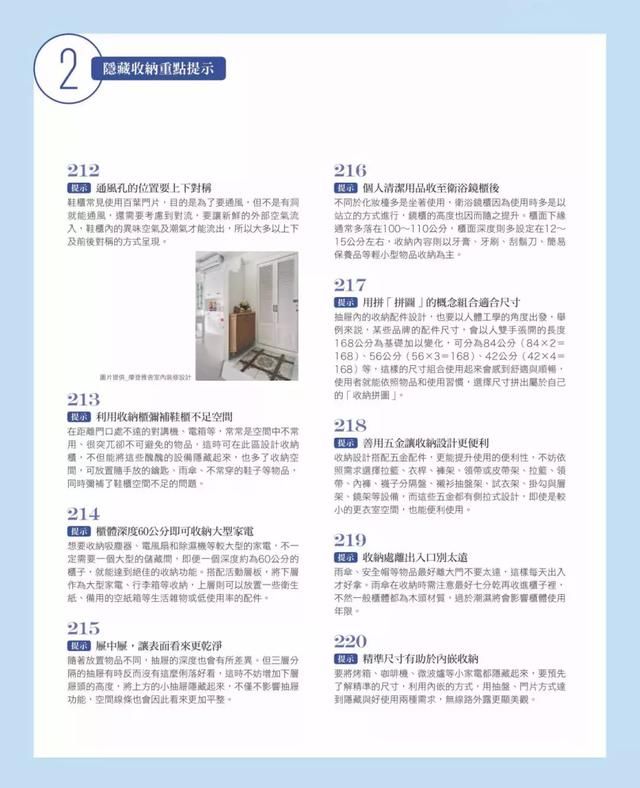 2
隱藏收納重點提示
212
提示 通風孔的位置要上下對稱
鞋櫃常見使用百葉門片，目的是為了要通風，但不是有洞
就能通風，還需要考慮到對流，要讓新鮮的外部空氣流
入，鞋櫃內的異味空氣及潮氣才能流出，所以大多以上下
及前後對稱的方式呈現。
圖片提供_摩登雅舍室內裝修設計
213
提示 利用收納櫃彌補鞋櫃不足空間
在距離門口處不遠的對講機、電箱等，常常是空間中不常
用、很突兀卻不可避免的物品，這時可在此區設計收納
櫃，不但能將這些醜醜的設備隱藏起來，也多了收納空
間，可放置隨手放的鑰匙、雨傘、不常穿的鞋子等物品，
同時彌補了鞋櫃空間不足的問題。
214
提示 櫃體深度60公分即可收納大型家電
想要收納吸塵器、電風扇和除濕機等較大型的家電，不一
定需要一個大型的儲藏間，即便一個深度約為60公分的
櫃子，就能達到絕佳的收納功能。搭配活動層板，將下層
作為大型家電、行李箱等收納，上層則可以放置一些衛生
紙、備用的空紙箱等生活雜物或低使用率的配件。
215
提示 屜中屜，讓表面看來更乾淨
隨著放置物品不同，抽屜的深度也會有所差異。但三層分
隔的抽屜有時反而沒有這麼俐落好看，這時不妨增加下層
屜頭的高度，將上方的小抽屜隱藏起來，不僅不影響抽屜
功能，空間線條也會因此看來更加平整。
216
提示 個人清潔用品收至衛浴鏡櫃後
不同於化妝檯多是坐著使用，衛浴鏡櫃因為使用時多是以
站立的方式進行，鏡櫃的高度也因而隨之提升。櫃面下緣
通常多落在100～110公分，櫃面深度則多設定在12～
15公分左右，收納內容則以牙膏、牙刷、刮鬍刀、簡易
保養品等輕小型物品收納為主。
217
提示 用拼「拼圖」的概念組合適合尺寸
抽屜內的收納配件設計，也要以人體工學的角度出發，舉
例來說，某些品牌的配件尺寸，會以人雙手張開的長度
168公分為基礎加以變化，可分為84公分（84×2＝
168）、56公分（56×3＝168）、42公分（42×4＝
168）等，這樣的尺寸組合使用起來會感到舒適與順暢，
使用者就能依照物品和使用習慣，選擇尺寸拼出屬於自己
的「收納拼圖」。
218
提示 善用五金讓收納設計更便利
收納設計搭配五金配件，更能提升使用的便利性，不妨依
照需求選擇拉籃、衣桿、褲架、領帶或皮帶架、拉籃、領
帶、內褲、襪子分隔盤、襯衫抽盤架、試衣架、掛勾與層
架、鏡架等設備，而這些五金都有側拉式設計，即使是較
小的更衣室空間，也能便利使用。
219
提示 收納處離出入口別太遠
雨傘、安全帽等物品最好離大門不要太遠，這樣每天出入
才好拿。雨傘在收納時需注意最好七分乾再收進櫃子裡，
不然一般櫃體都為木頭材質，過於潮濕將會影響櫃體使用
年限。
220
提示 精準尺寸有助於內嵌收納
要將烤箱、咖啡機、微波爐等小家電都隱藏起來，要預先
了解精準的尺寸，利用內嵌的方式，用抽盤、門片方式達
到隱藏與好使用兩種需求，無線路外露更顯美觀。